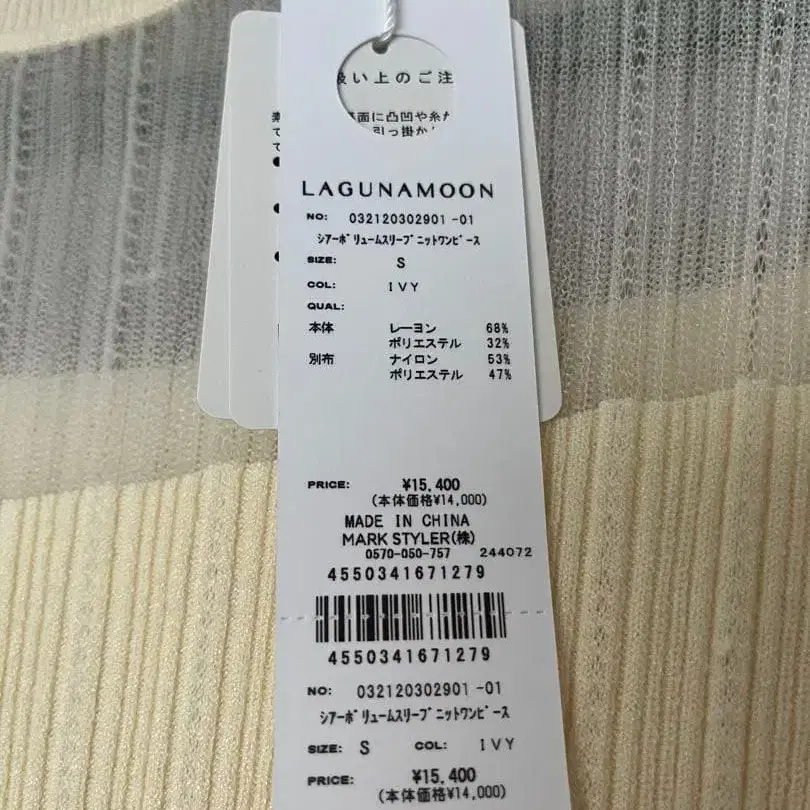 扱い上のご注
表面に凸凹や糸
引っ掛か
LAGUNAMOON
NO: 032120302901 -01
ｼｱｰﾎﾞﾘｭｰﾑｽﾘｰﾌﾞﾆｯﾄﾜﾝﾋﾟｰｽ
SIZE: S
COL: IVY
QUAL:
本体 レーヨン 68%
ポリエステル 32%
別布 ナイロン 53%
ポリエステル 47%
PRICE: ¥15,400
(本体価格¥14,000)
MADE IN CHINA
MARK STYLER(株)
0570-050-757 244072
4550341671279
4550341671279
NO: 032120302901 -01
ｼｱｰﾎﾞﾘｭｰﾑｽﾘｰﾌﾞﾆｯﾄﾜﾝﾋﾟｰｽ
SIZE: S COL: IVY
PRICE: ¥15,400
(本体価格¥14,000)